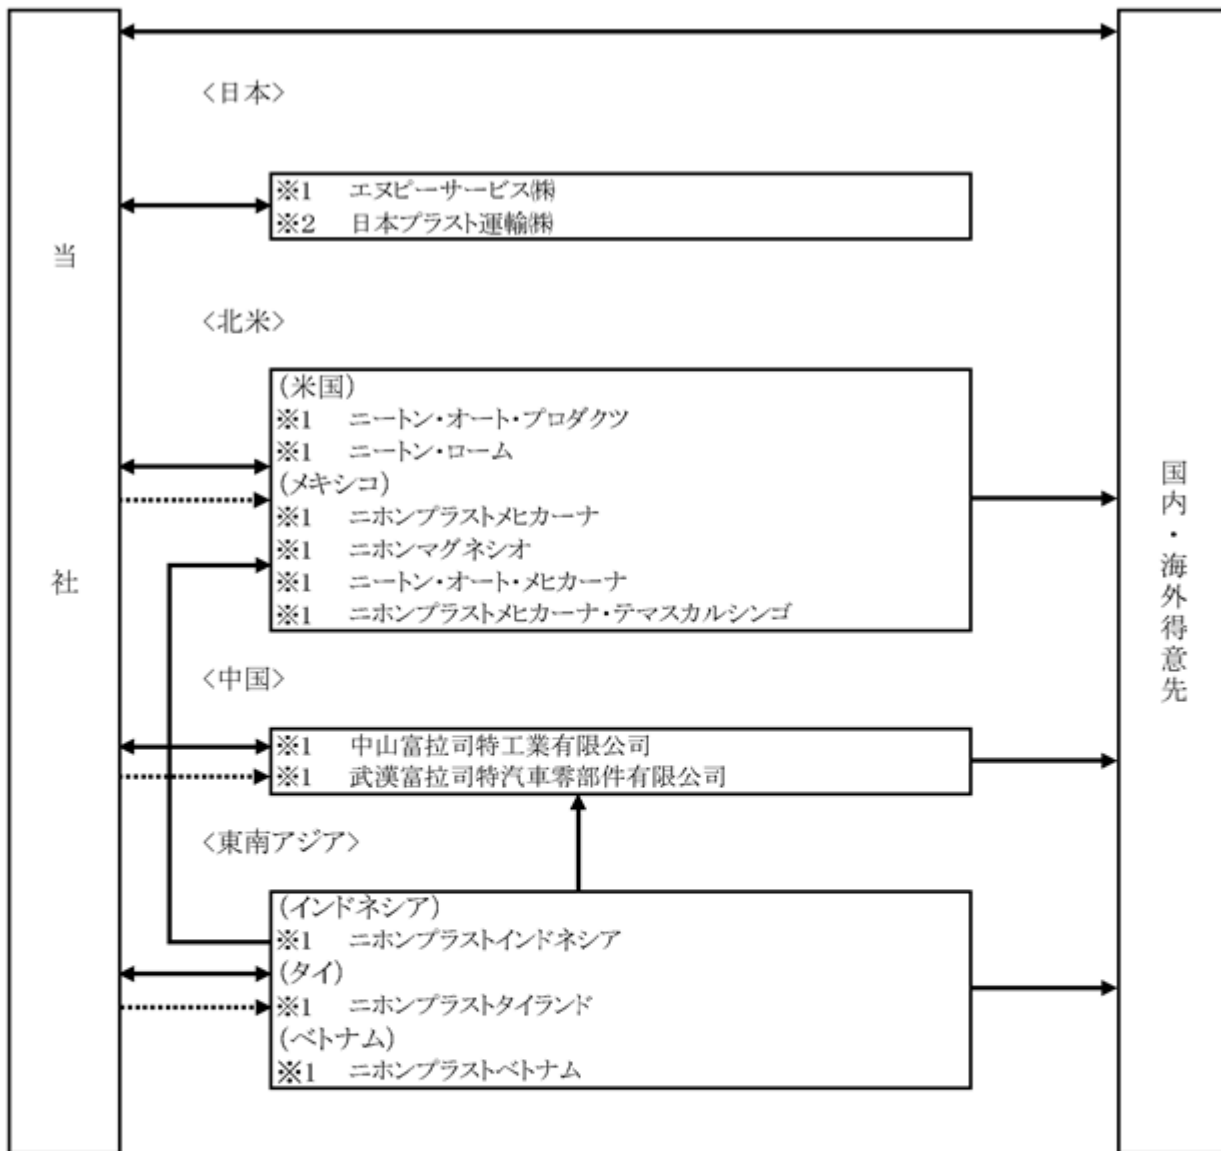 当社
<日本>
※1 エヌピーサービス㈱
※2 日本プラスト運輸㈱
<北米>
(米国)
※1 ニートン・オート・プロダクツ
※1 ニートン・ローム
(メキシコ)
※1 ニホンプラストメヒカーナ
※1 ニホンマグネシオ
※1 ニートン・オート・メヒカーナ
※1 ニホンプラストメヒカーナ・テマスカルシンゴ
<中国>
※1 中山富拉司特工業有限公司
※1 武漢富拉司特汽車零部件有限公司
<東南アジア>
(インドネシア)
※1 ニホンプラストインドネシア
(タイ)
※1 ニホンプラストタイランド
(ベトナム)
※1 ニホンプラストベトナム
国内・海外得意先